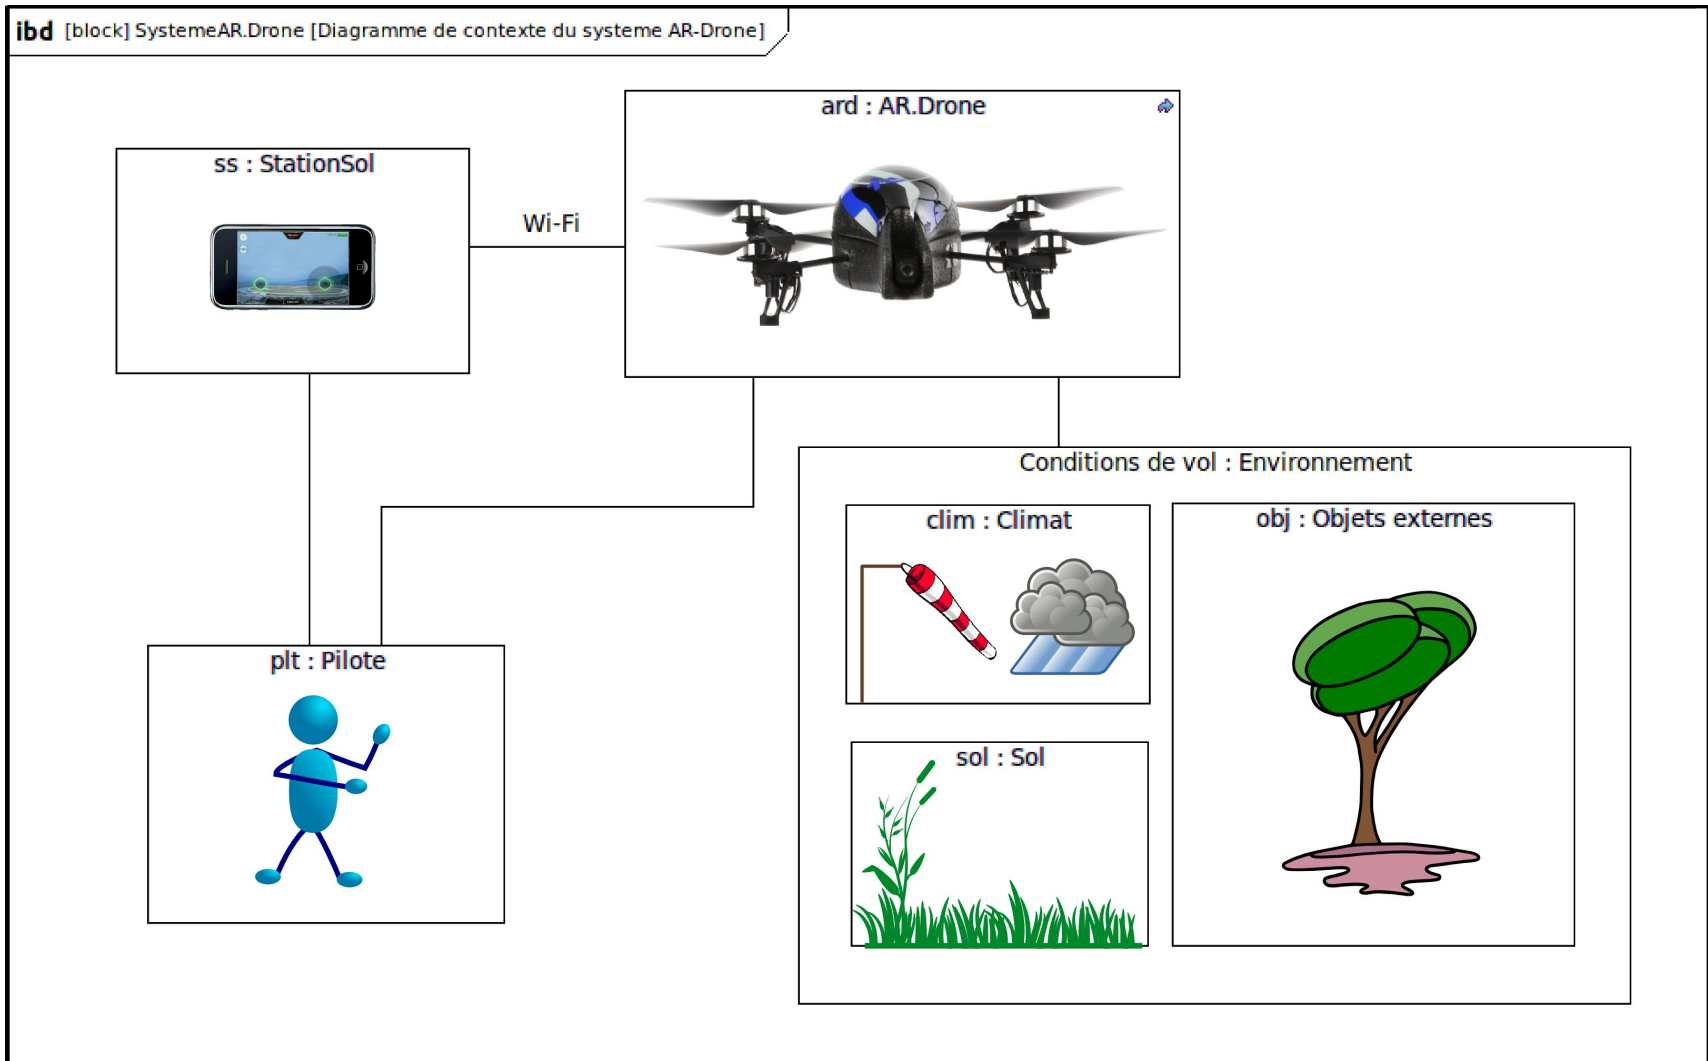 ibd [block] SystemeAR.Drone [Diagramme de contexte du systeme AR-Drone]
ard : AR.Drone
ss : StationSol
Wi-Fi
Conditions de vol : Environnement
clim : Climat
obj : Objets externes
plt : Pilote
sol : Sol